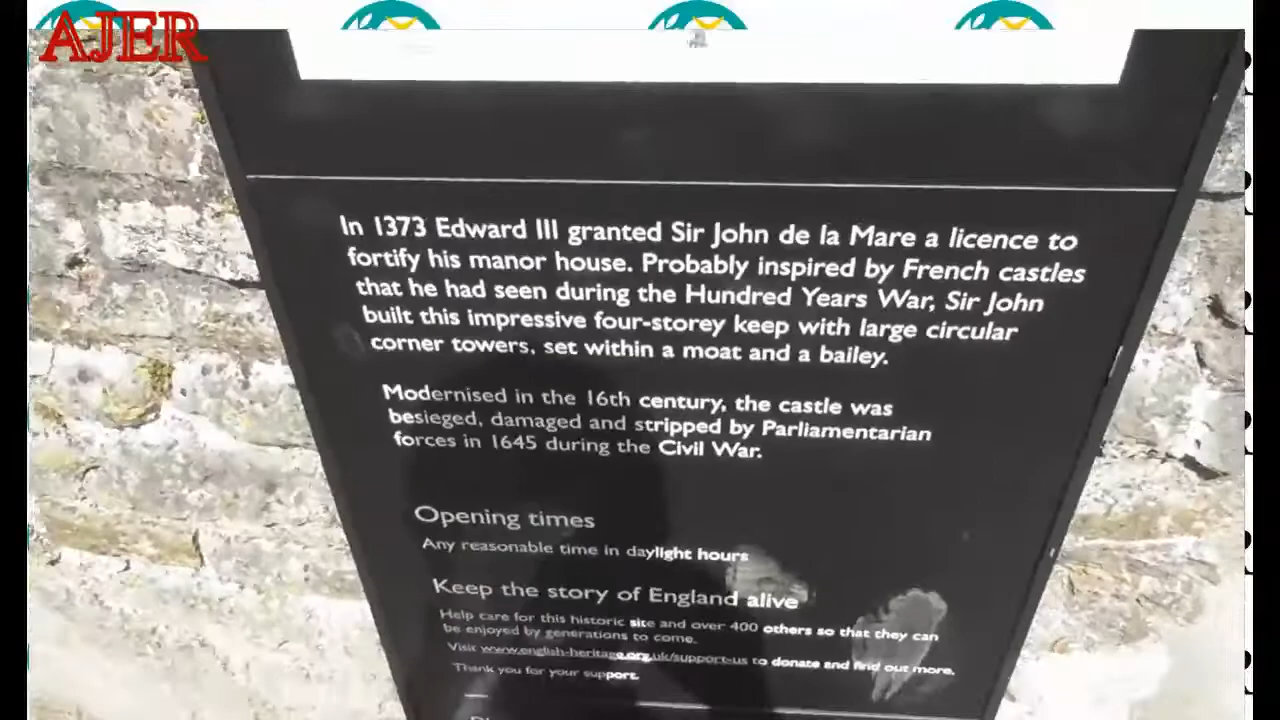 AJER
In 1373 Edward III granted Sir John de la Mare a licence to
fortify his manor house. Probably inspired by French castles
that he had seen during the Hundred Years War, Sir John
built this impressive four-storey keep with large circular
corner towers, set within a moat and a bailey.
Modernised in the 16th century, the castle was
besieged, damaged and stripped by Parliamentarian
forces in 1645 during the Civil War.
Opening times
Any reasonable time in daylight hours
Keep the story of England alive
Help care for this historic site and over 400 others so that they can
be enjoyed by generations to come.
Visit www.english-heritage.org.uk/support-us to donate and find out more.
Thank you for your support.